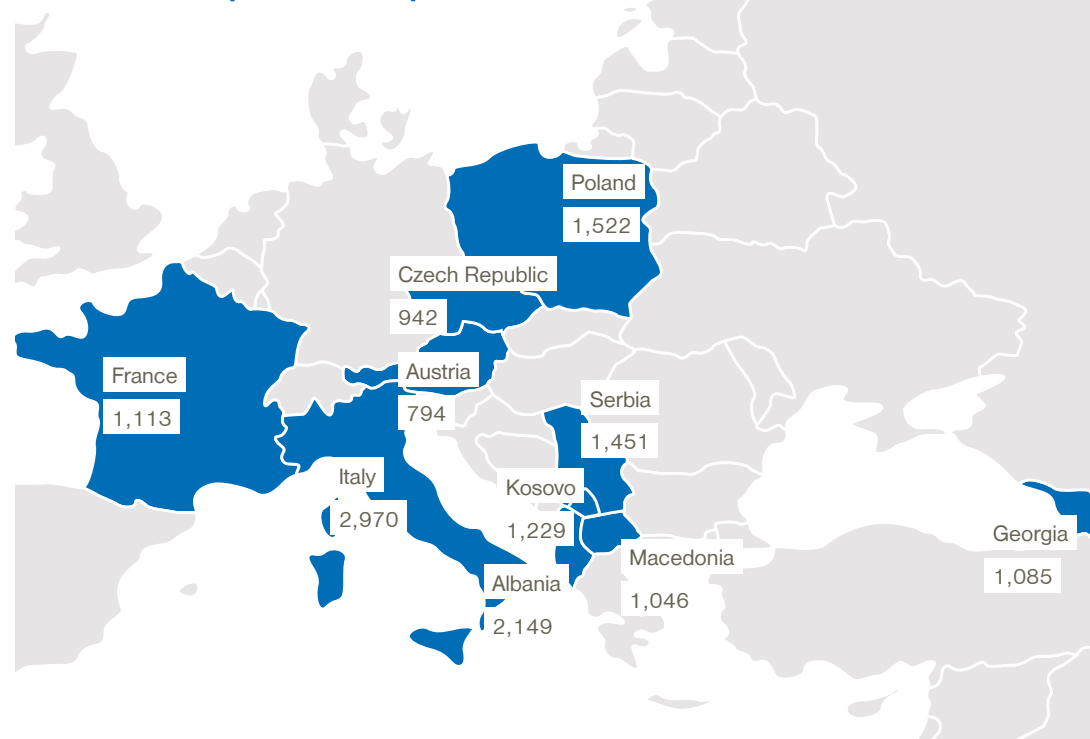 Poland
1,522
Czech Republic
942
France
1,113
Austria
794
Serbia
1,451
Italy
2,970
Kosovo
1,229
Macedonia
1,046
Georgia
1,085
Albania
2,149